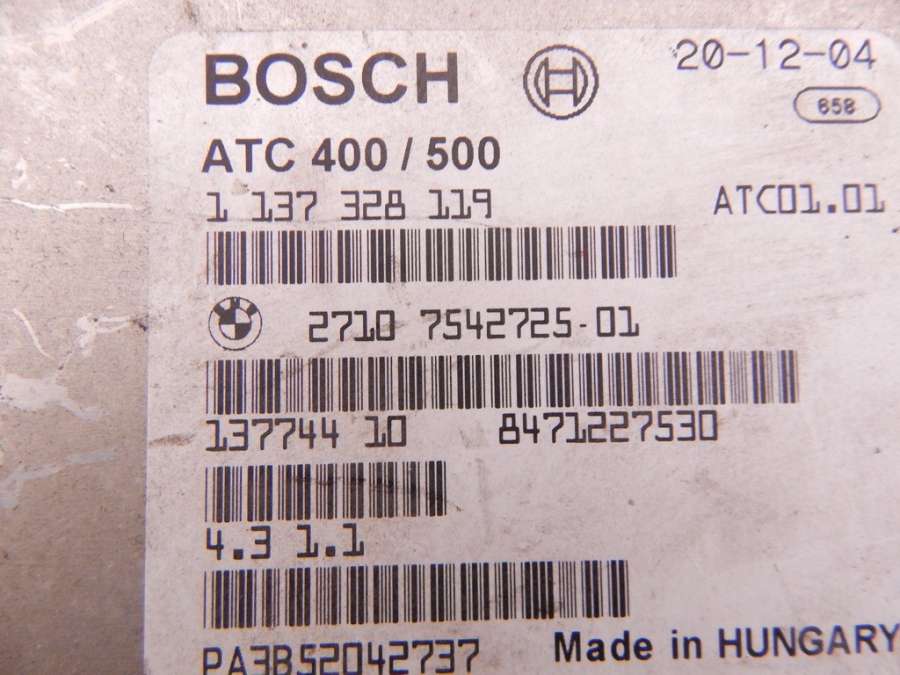 BOSCH
20-12-04
658
ATC 400 / 500
1 137 328 119
ATC01.01
2710 7542725-01
137744 10 8471227530
4.3 1.1
PA3B52042737
Made in HUNGARY